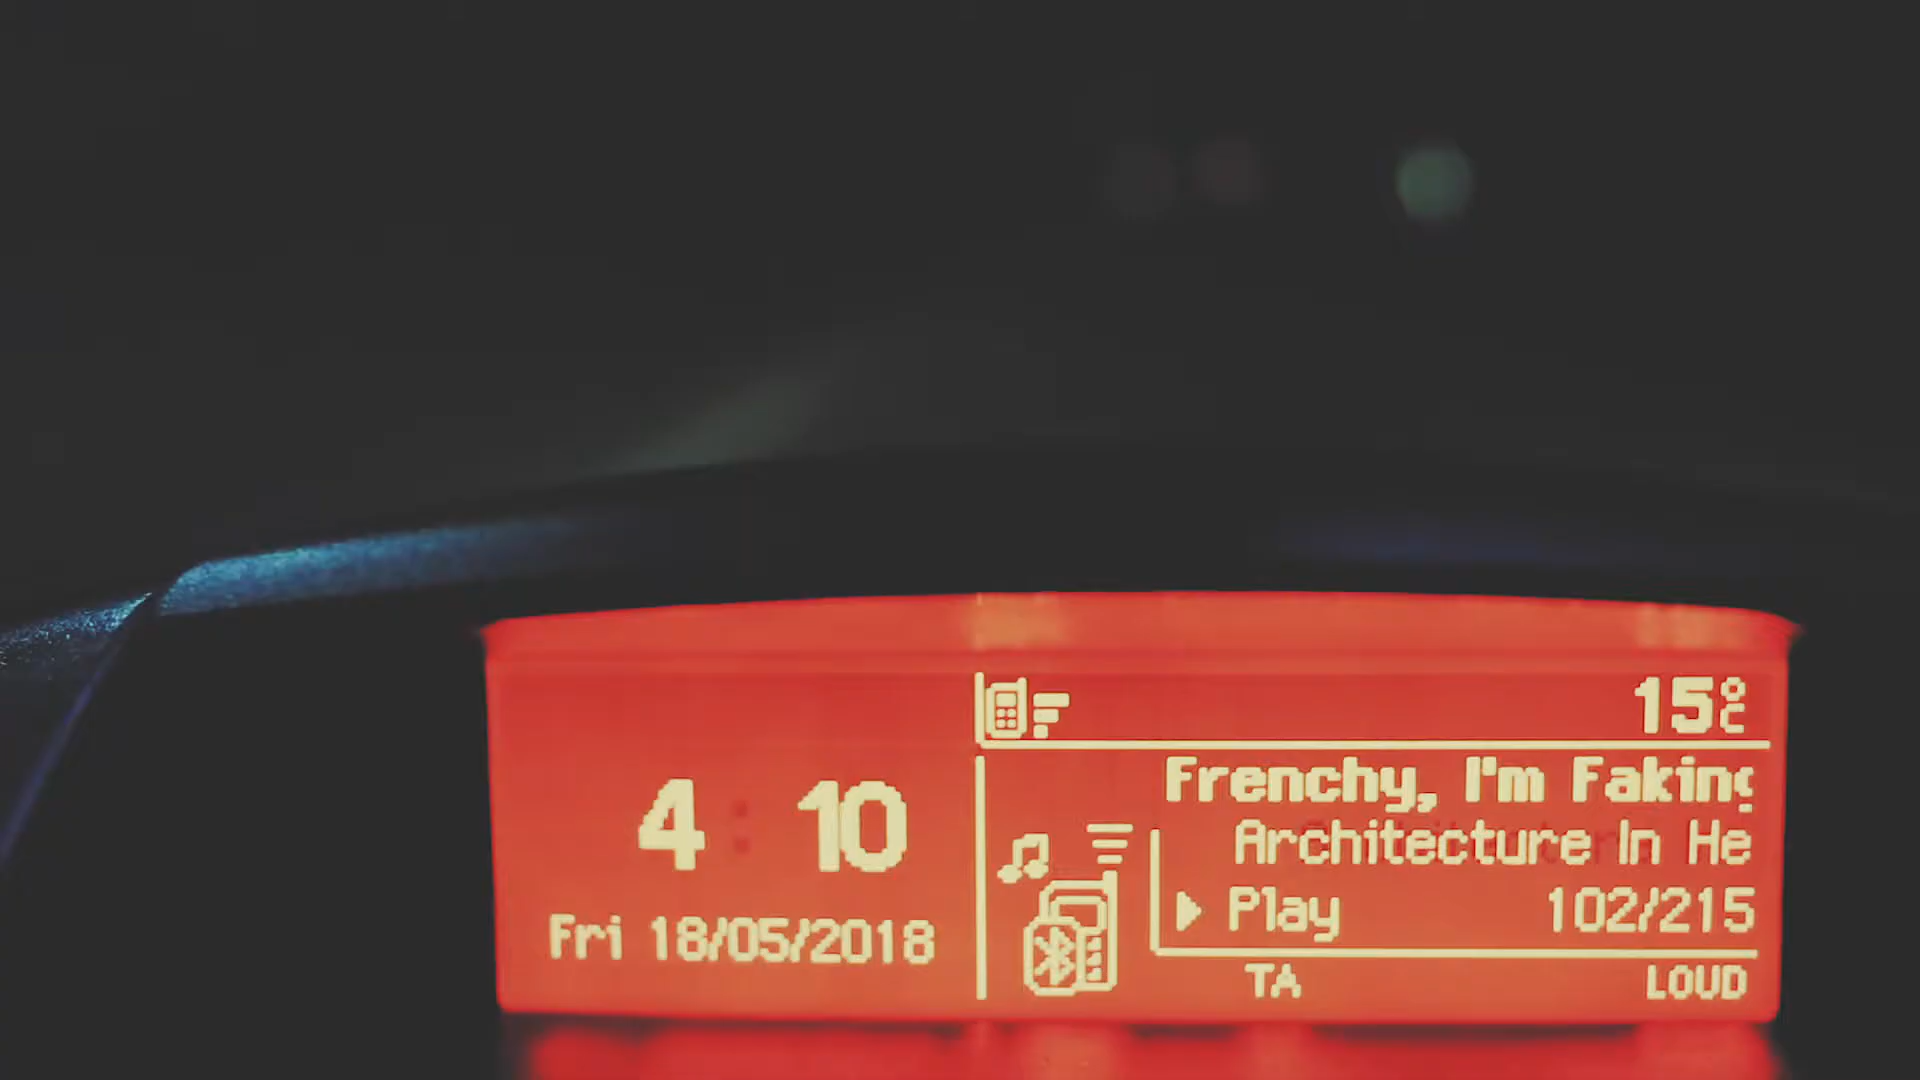 15°C
4:10
Fri 18/05/2018
Frenchy, I'm Faking
Architecture In He
Play 102/215
TA LOUD